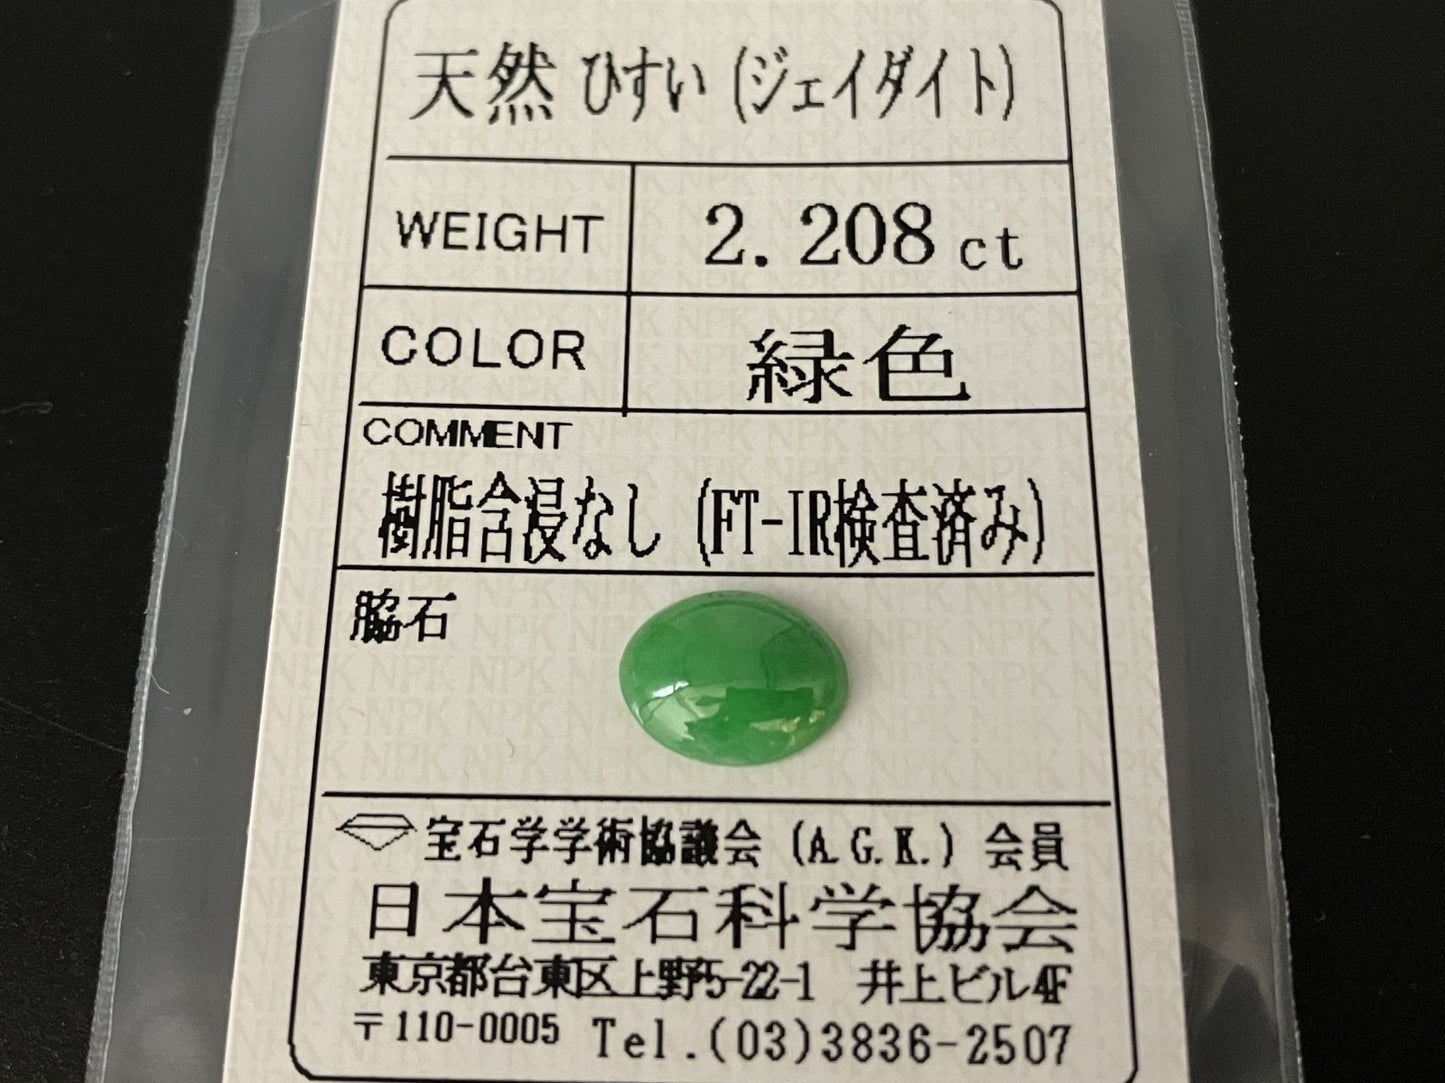 天然 ひすい (ジェイダイト)
WEIGHT 2.208ct
COLOR 緑色
COMMENT
樹脂含浸なし (FT-IR検査済み)
脇石
宝石学学術協議会 (A.G.K.) 会員
日本宝石科学協会
東京都台東区上野5-22-1 井上ビル4F
〒110-0005 Tel.(03)3836-2507